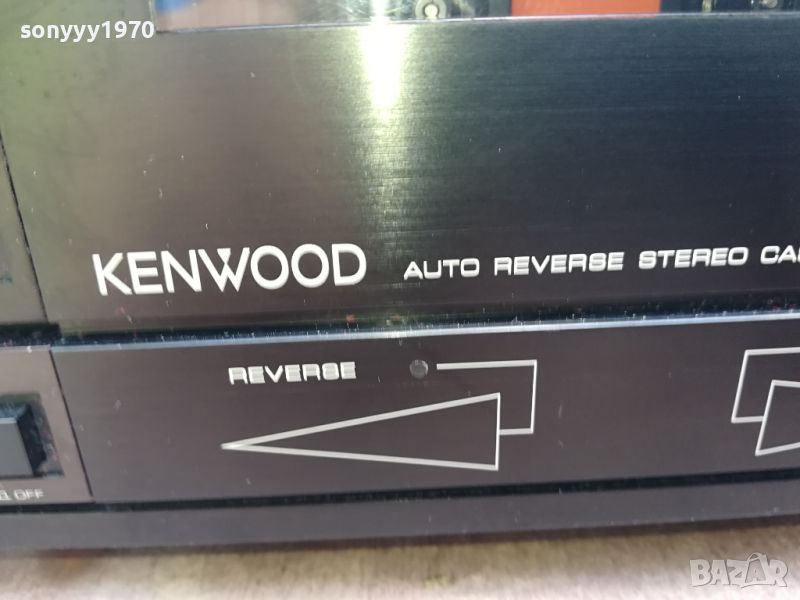 sonyyy1970
KENWOOD AUTO REVERSE STEREO
REVERSE
OFF
BAZAR